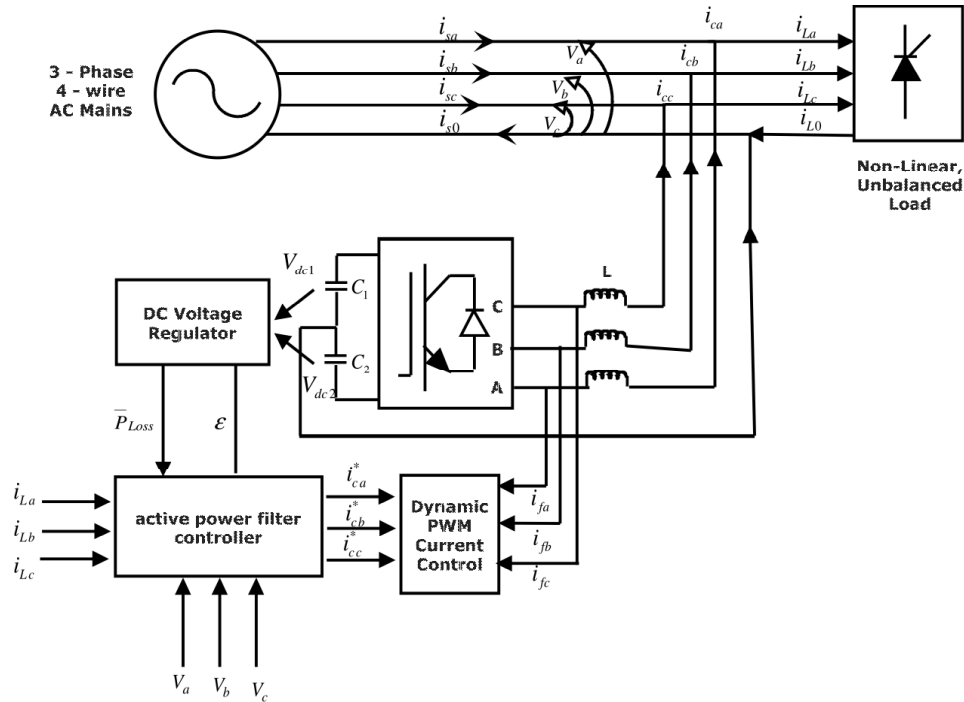 3 - Phase
4 - wire
AC Mains
i_sa
i_sb
i_sc
i_s0
V_a
V_b
V_c
i_ca
i_cb
i_cc
i_La
i_Lb
i_Lc
i_L0
Non-Linear,
Unbalanced
Load
V_dc1
C_1
C_2
V_dc2
DC Voltage
Regulator
C
B
A
L
P̅_Loss
ε
i_La
i_Lb
i_Lc
active power filter
controller
i*_ca
i*_cb
i*_cc
Dynamic
PWM
Current
Control
i_fa
i_fb
i_fc
V_a
V_b
V_c